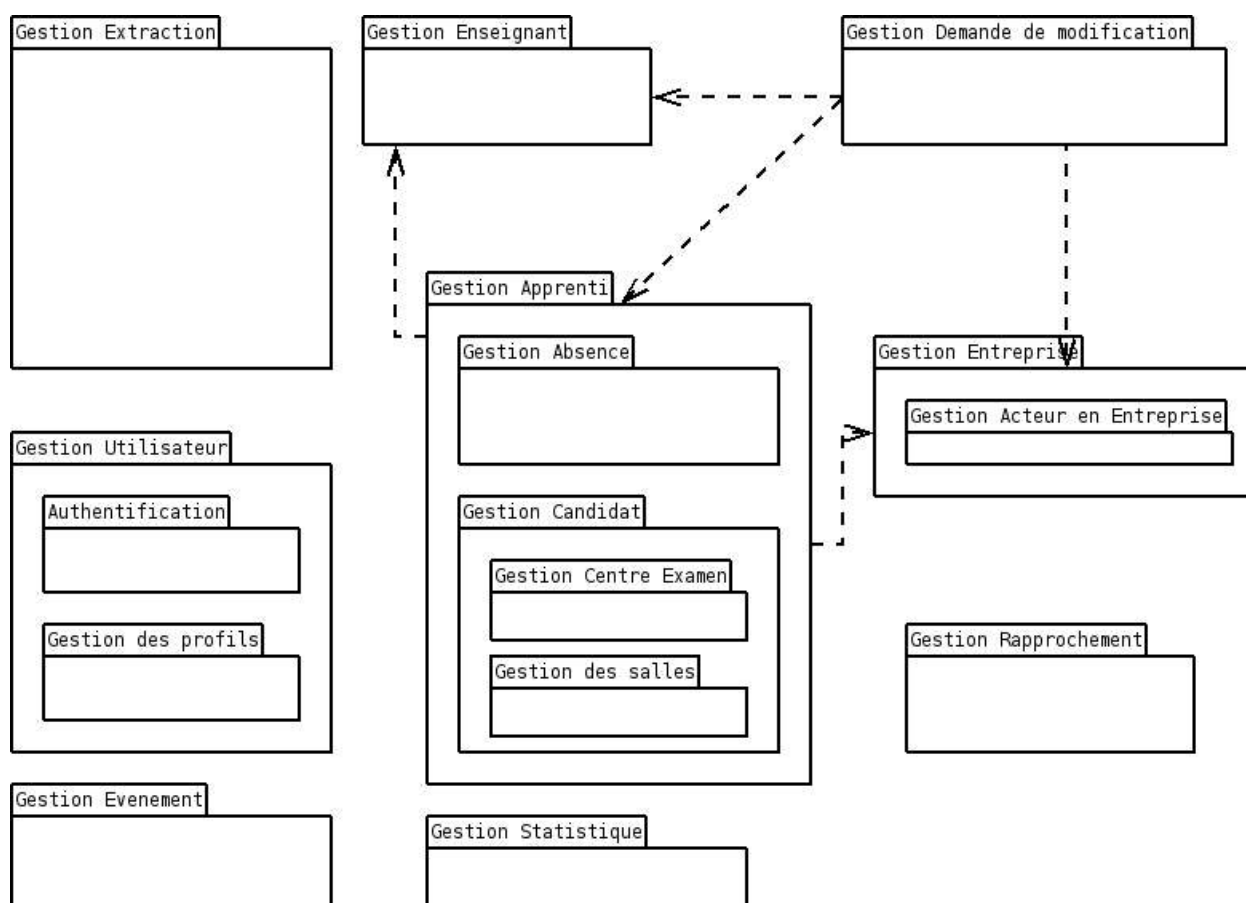 Gestion Extraction
Gestion Enseignant
Gestion Demande de modification
Gestion Apprenti
Gestion Absence
Gestion Entreprise
Gestion Acteur en Entreprise
Gestion Utilisateur
Authentification
Gestion Candidat
Gestion Centre Examen
Gestion des profils
Gestion Rapprochement
Gestion des salles
Gestion Evenement
Gestion Statistique